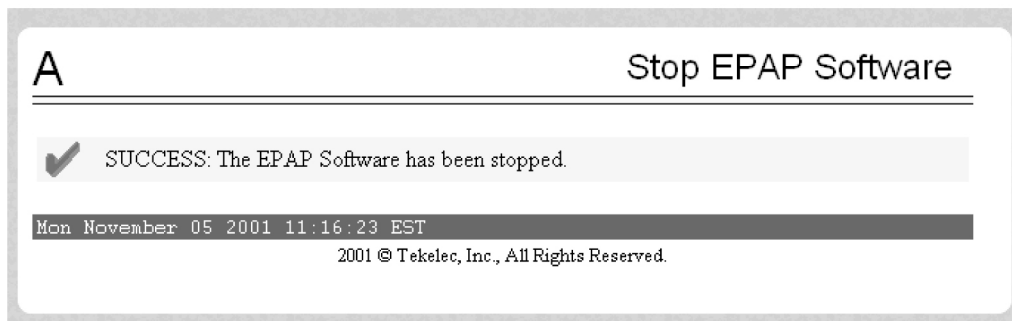 A
Stop EPAP Software
SUCCESS: The EPAP Software has been stopped.
Mon November 05 2001 11:16:23 EST
2001 © Tekelec, Inc., All Rights Reserved.